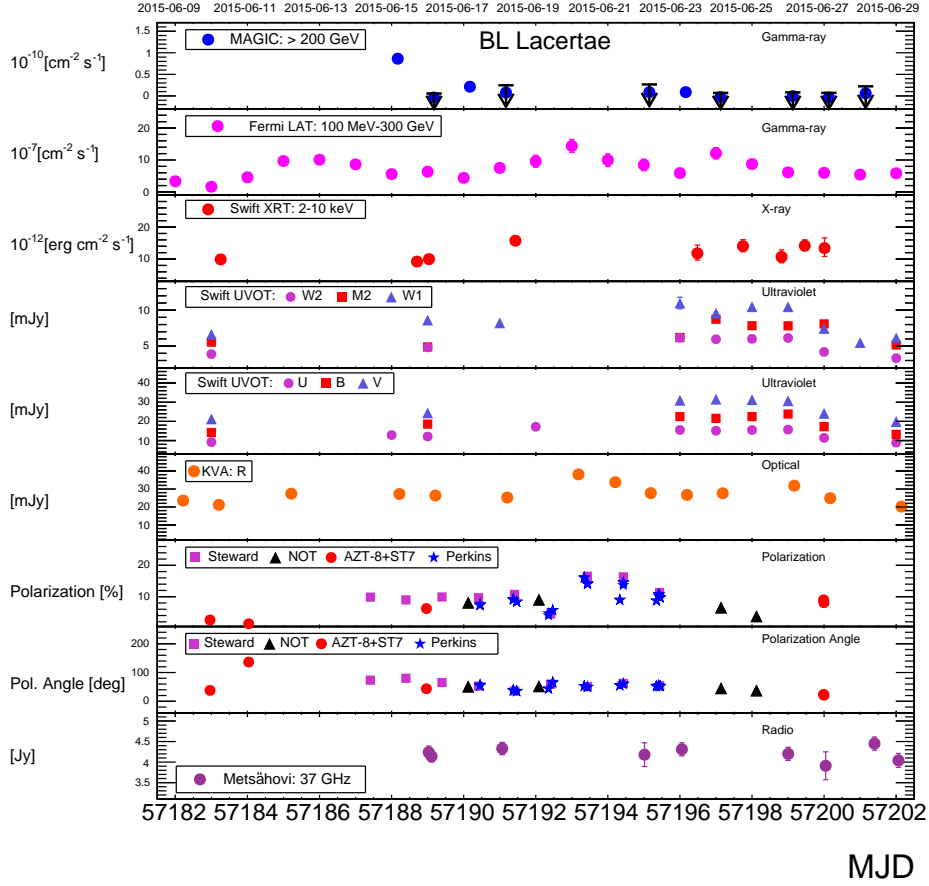 2015-06-09 2015-06-11 2015-06-13 2015-06-15 2015-06-17 2015-06-19 2015-06-21 2015-06-23 2015-06-25 2015-06-27 2015-06-29
MAGIC: > 200 GeV
BL Lacertae
Gamma-ray
10-10[cm-2 s-1]
1.5
1
0.5
0
Fermi LAT: 100 MeV-300 GeV
Gamma-ray
10-7[cm-2 s-1]
20
10
0
Swift XRT: 2-10 keV
X-ray
10-12[erg cm-2 s-1]
20
10
Swift UVOT: W2 M2 W1
Ultraviolet
[mJy]
10
5
Swift UVOT: U B V
Ultraviolet
[mJy]
40
30
20
10
KVA: R
Optical
[mJy]
40
30
20
10
Steward NOT AZT-8+ST7 Perkins
Polarization
Polarization [%]
20
10
Steward NOT AZT-8+ST7 Perkins
Polarization Angle
Pol. Angle [deg]
200
100
0
Radio
[Jy]
5
4.5
4
3.5
Metsähovi: 37 GHz
57182 57184 57186 57188 57190 57192 57194 57196 57198 57200 57202
MJD